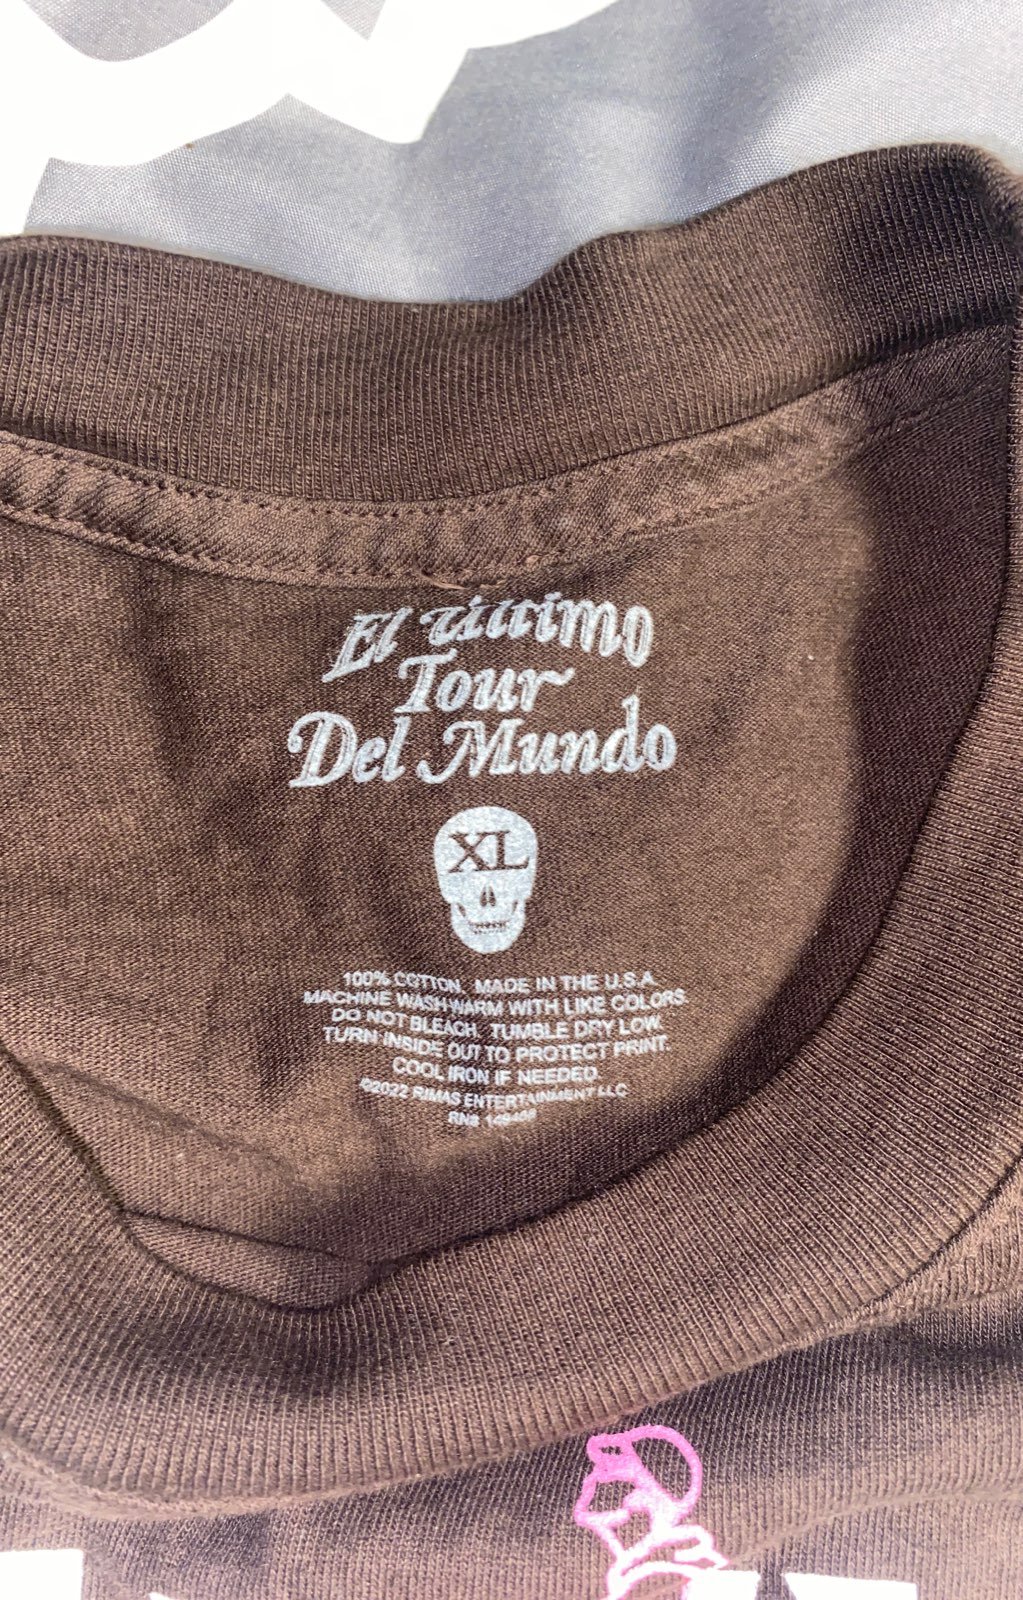 El Último
Tour
Del Mundo
XL
100% COTTON. MADE IN THE U.S.A.
MACHINE WASH WARM WITH LIKE COLORS.
DO NOT BLEACH. TUMBLE DRY LOW.
TURN INSIDE OUT TO PROTECT PRINT.
COOL IRON IF NEEDED.
©2022 RIMAS ENTERTAINMENT LLC
RN#